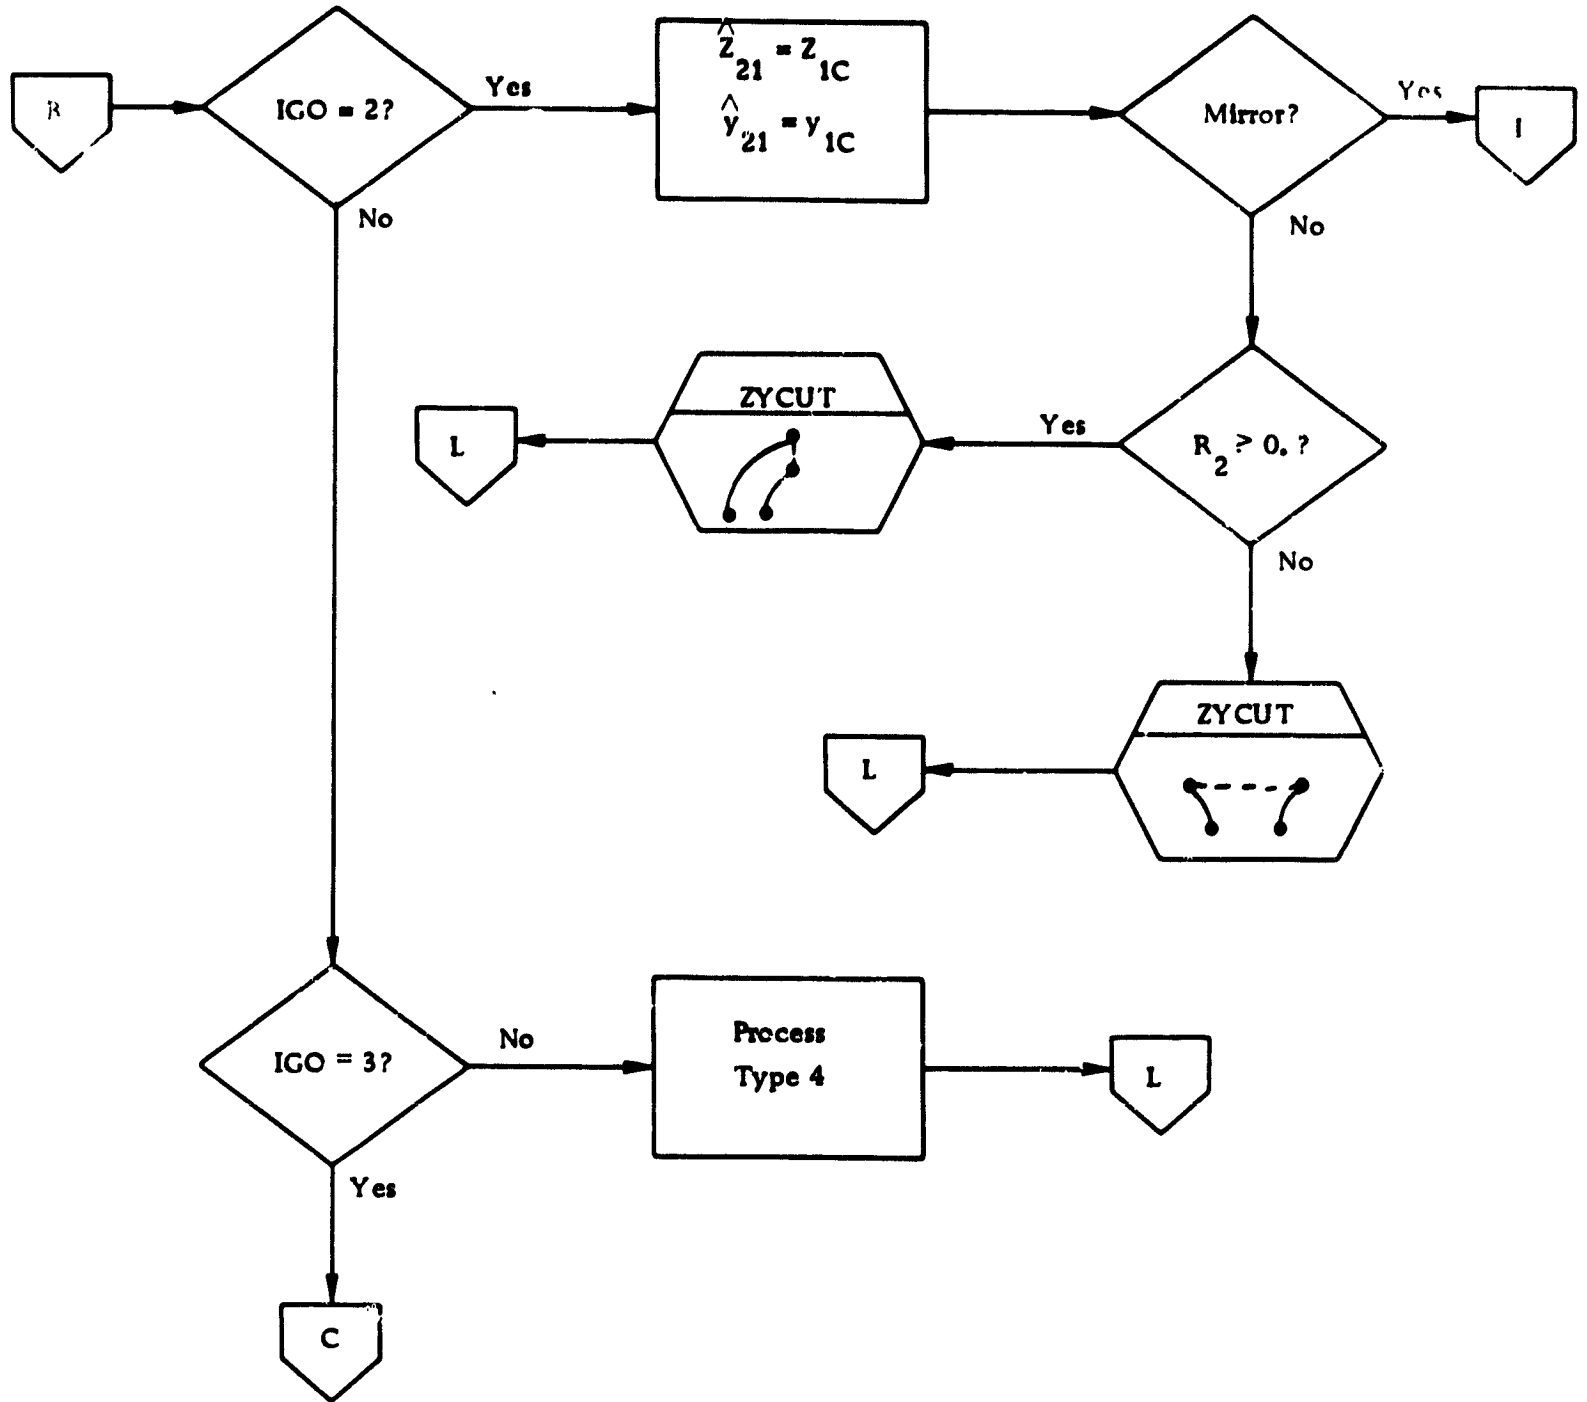 IGO = 2?
Yes
No
Ẑ21 = Z1C
ŷ21 = y1C
Mirror?
Yes
No
R2 > 0. ?
Yes
No
ZYCUT
L
ZYCUT
L
IGO = 3?
No
Yes
Process
Type 4
L
C